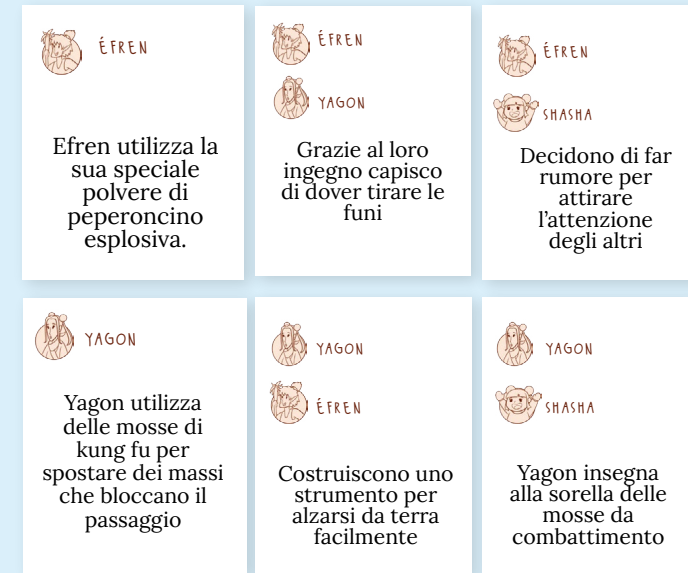 ÉFREN
Efren utilizza la
sua speciale
polvere di
peperoncino
esplosiva.
ÉFREN
YAGON
Grazie al loro
ingegno capisco
di dover tirare le
funi
ÉFREN
SHASHA
Decidono di far
rumore per
attirare
l'attenzione
degli altri
YAGON
Yagon utilizza
delle mosse di
kung fu per
spostare dei massi
che bloccano il
passaggio
YAGON
ÉFREN
Costruiscono uno
strumento per
alzarsi da terra
facilmente
YAGON
SHASHA
Yagon insegna
alla sorella delle
mosse da
combattimento